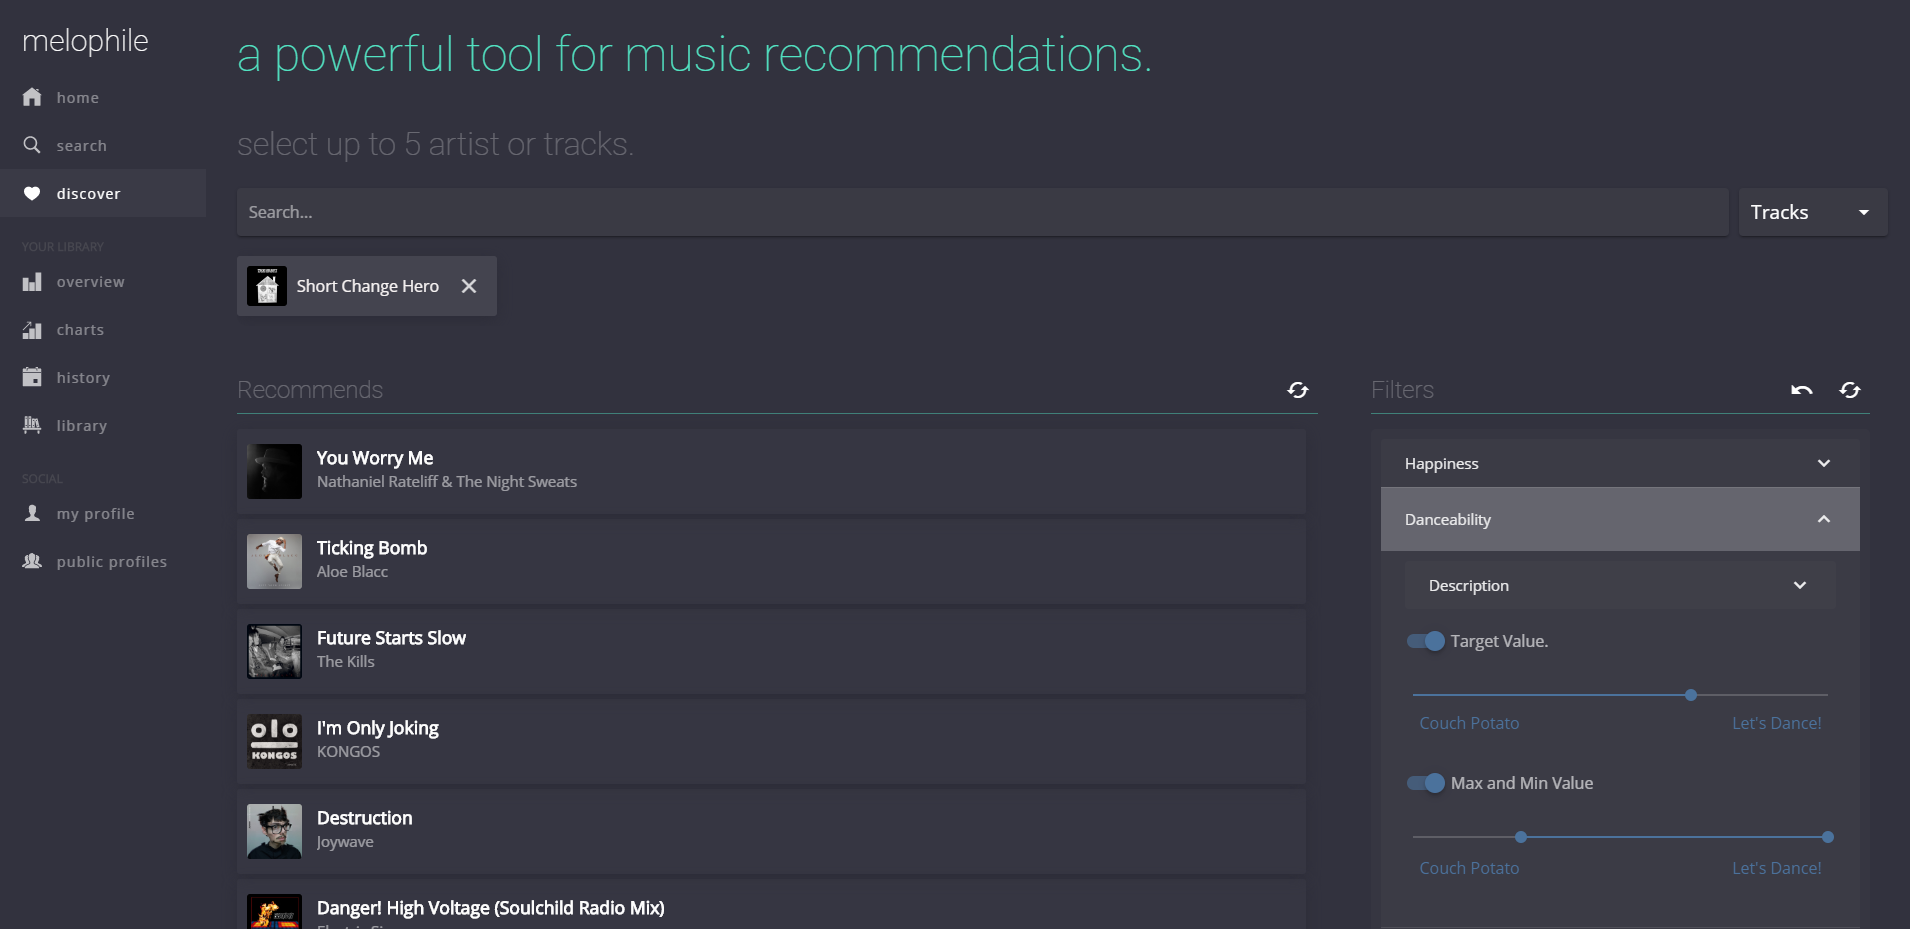 melophile
home
search
discover
YOUR LIBRARY
overview
charts
history
library
SOCIAL
my profile
public profiles
a powerful tool for music recommendations.
select up to 5 artist or tracks.
Search...
Tracks
Short Change Hero
Recommends
You Worry Me
Nathaniel Rateliff & The Night Sweats
Ticking Bomb
Aloe Blacc
Future Starts Slow
The Kills
olo
KONGOS
I'm Only Joking
KONGOS
Destruction
Joywave
Danger! High Voltage (Soulchild Radio Mix)
Filters
Happiness
Danceability
Description
Target Value.
Couch Potato
Let's Dance!
Max and Min Value
Couch Potato
Let's Dance!